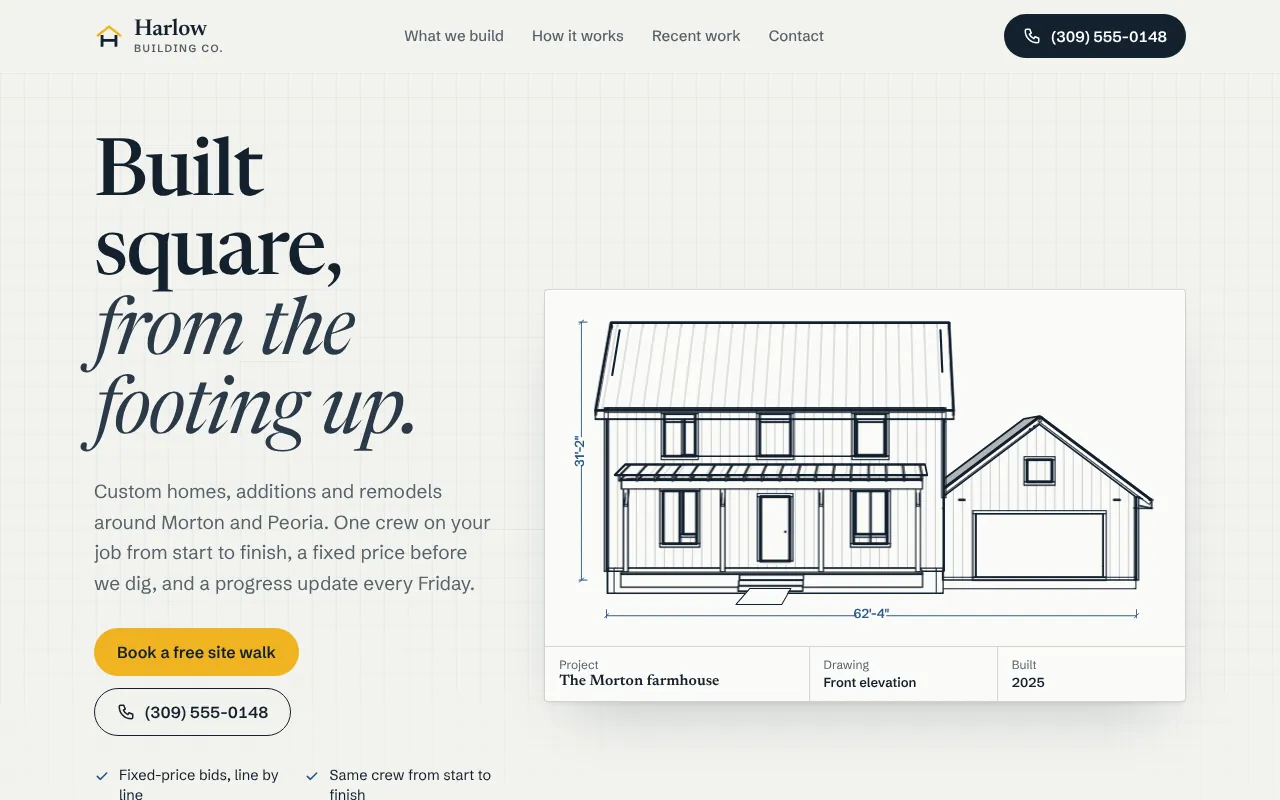 Harlow
BUILDING CO.
What we build
How it works
Recent work
Contact
(309) 555-0148
Built
square,
from the
footing up.
Custom homes, additions and remodels
around Morton and Peoria. One crew on your
job from start to finish, a fixed price before
we dig, and a progress update every Friday.
Book a free site walk
(309) 555-0148
Fixed-price bids, line by
line
Same crew from start to
finish
31'-2"
62'-4"
Project
The Morton farmhouse
Drawing
Front elevation
Built
2025